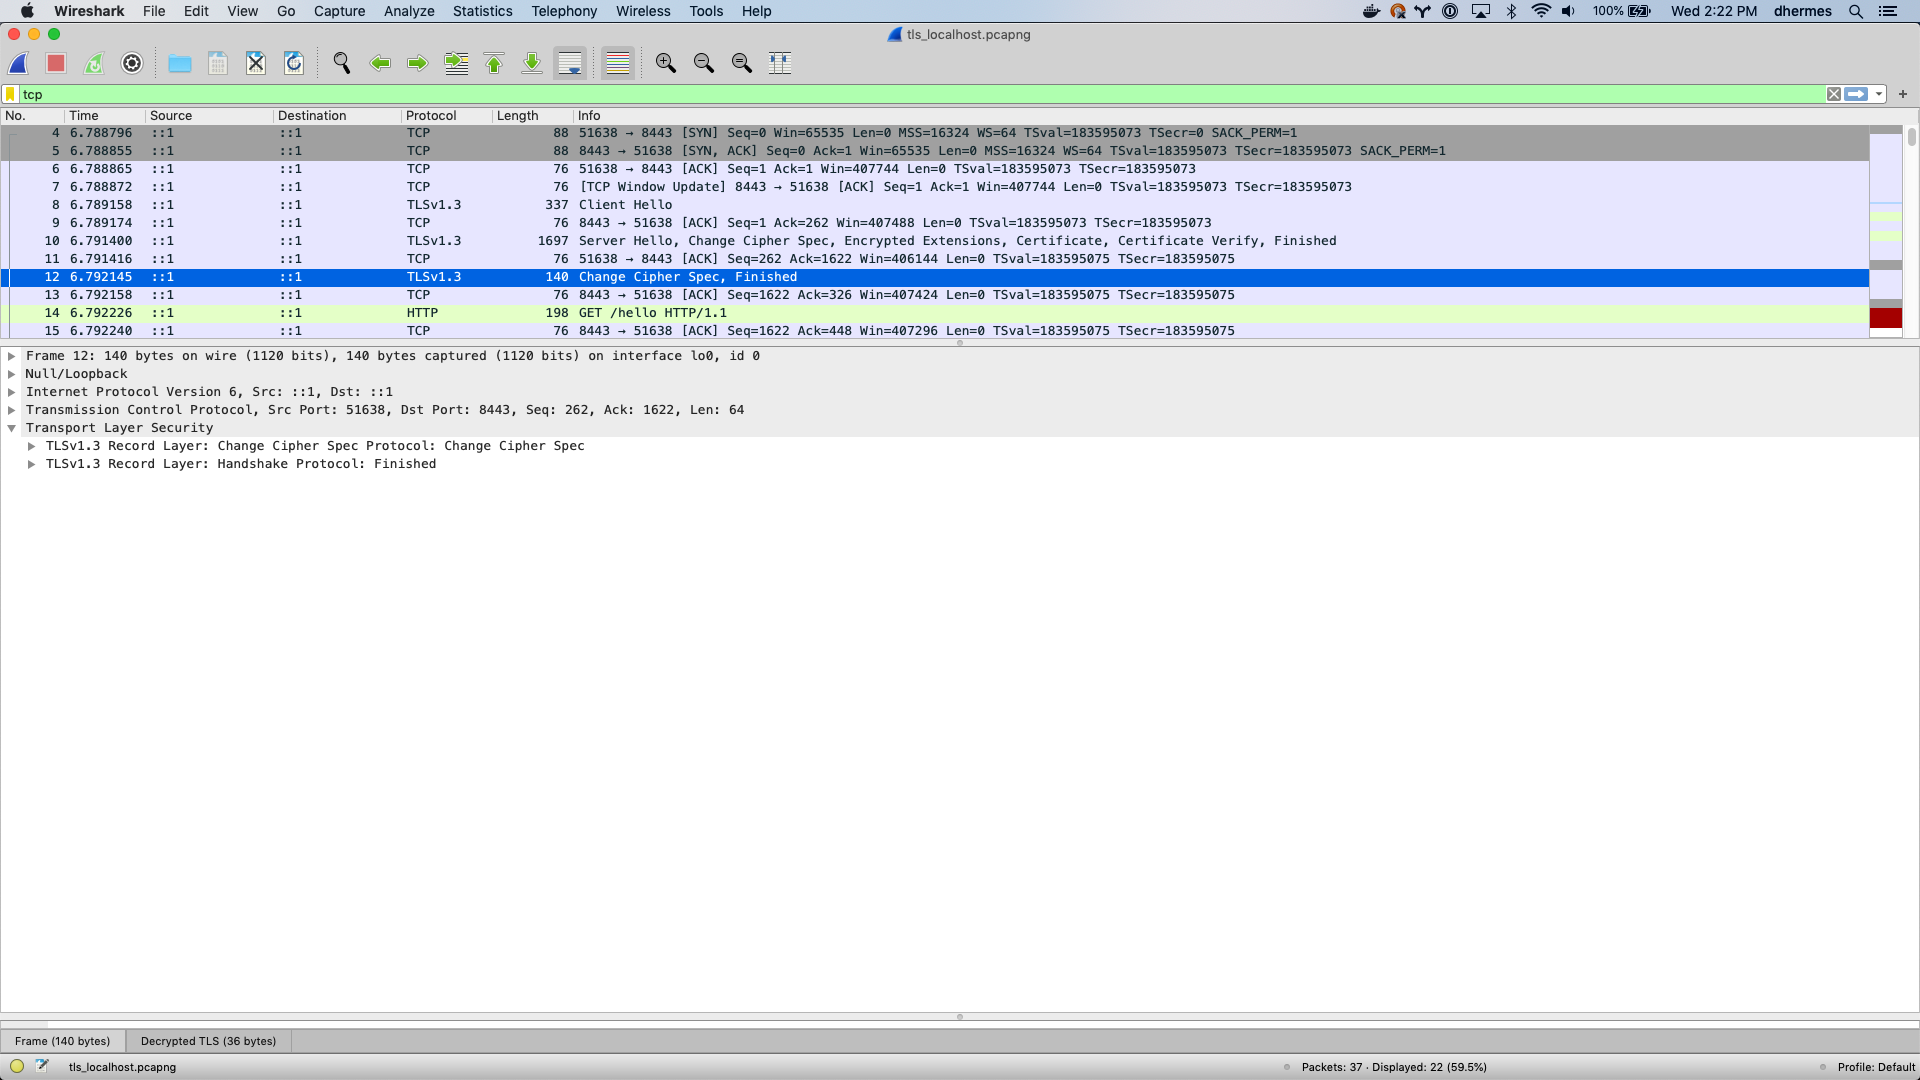 Wireshark File Edit View Go Capture Analyze Statistics Telephony Wireless Tools Help 100% Wed 2:22 PM dhermes
tls_localhost.pcapng
tcp
No. Time Source Destination Protocol Length Info
4 6.788796 ::1 ::1 TCP 88 51638 → 8443 [SYN] Seq=0 Win=65535 Len=0 MSS=16324 WS=64 TSval=183595073 TSecr=0 SACK_PERM=1
5 6.788855 ::1 ::1 TCP 88 8443 → 51638 [SYN, ACK] Seq=0 Ack=1 Win=65535 Len=0 MSS=16324 WS=64 TSval=183595073 TSecr=183595073 SACK_PERM=1
6 6.788865 ::1 ::1 TCP 76 51638 → 8443 [ACK] Seq=1 Ack=1 Win=407744 Len=0 TSval=183595073 TSecr=183595073
7 6.788872 ::1 ::1 TCP 76 [TCP Window Update] 8443 → 51638 [ACK] Seq=1 Ack=1 Win=407744 Len=0 TSval=183595073 TSecr=183595073
8 6.789158 ::1 ::1 TLSv1.3 337 Client Hello
9 6.789174 ::1 ::1 TCP 76 8443 → 51638 [ACK] Seq=1 Ack=262 Win=407488 Len=0 TSval=183595073 TSecr=183595073
10 6.791400 ::1 ::1 TLSv1.3 1697 Server Hello, Change Cipher Spec, Encrypted Extensions, Certificate, Certificate Verify, Finished
11 6.791416 ::1 ::1 TCP 76 51638 → 8443 [ACK] Seq=262 Ack=1622 Win=406144 Len=0 TSval=183595075 TSecr=183595075
12 6.792145 ::1 ::1 TLSv1.3 140 Change Cipher Spec, Finished
13 6.792158 ::1 ::1 TCP 76 8443 → 51638 [ACK] Seq=1622 Ack=326 Win=407424 Len=0 TSval=183595075 TSecr=183595075
14 6.792226 ::1 ::1 HTTP 198 GET /hello HTTP/1.1
15 6.792240 ::1 ::1 TCP 76 8443 → 51638 [ACK] Seq=1622 Ack=448 Win=407296 Len=0 TSval=183595075 TSecr=183595075
Frame 12: 140 bytes on wire (1120 bits), 140 bytes captured (1120 bits) on interface lo0, id 0
Null/Loopback
Internet Protocol Version 6, Src: ::1, Dst: ::1
Transmission Control Protocol, Src Port: 51638, Dst Port: 8443, Seq: 262, Ack: 1622, Len: 64
Transport Layer Security
TLSv1.3 Record Layer: Change Cipher Spec Protocol: Change Cipher Spec
TLSv1.3 Record Layer: Handshake Protocol: Finished
Frame (140 bytes) Decrypted TLS (36 bytes)
tls_localhost.pcapng Packets: 37 · Displayed: 22 (59.5%) Profile: Default